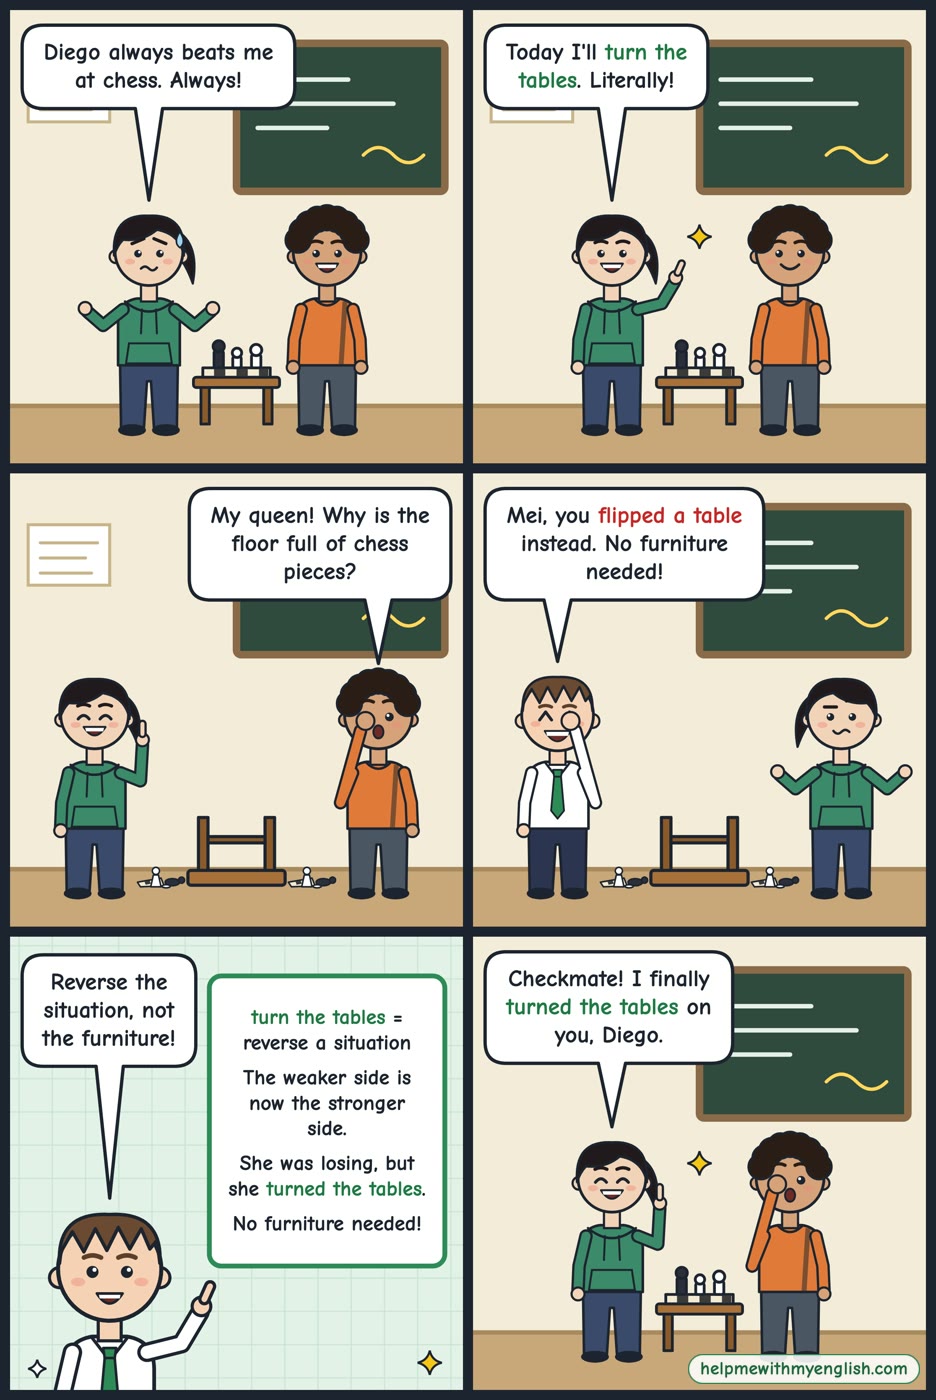 Diego always beats me
at chess. Always!
Today I'll turn the
tables. Literally!
My queen! Why is the
floor full of chess
pieces?
Mei, you flipped a table
instead. No furniture
needed!
Reverse the
situation, not
the furniture!
turn the tables =
reverse a situation
The weaker side is
now the stronger
side.
She was losing, but
she turned the tables.
No furniture needed!
Checkmate! I finally
turned the tables on
you, Diego.
helpmewithmyenglish.com